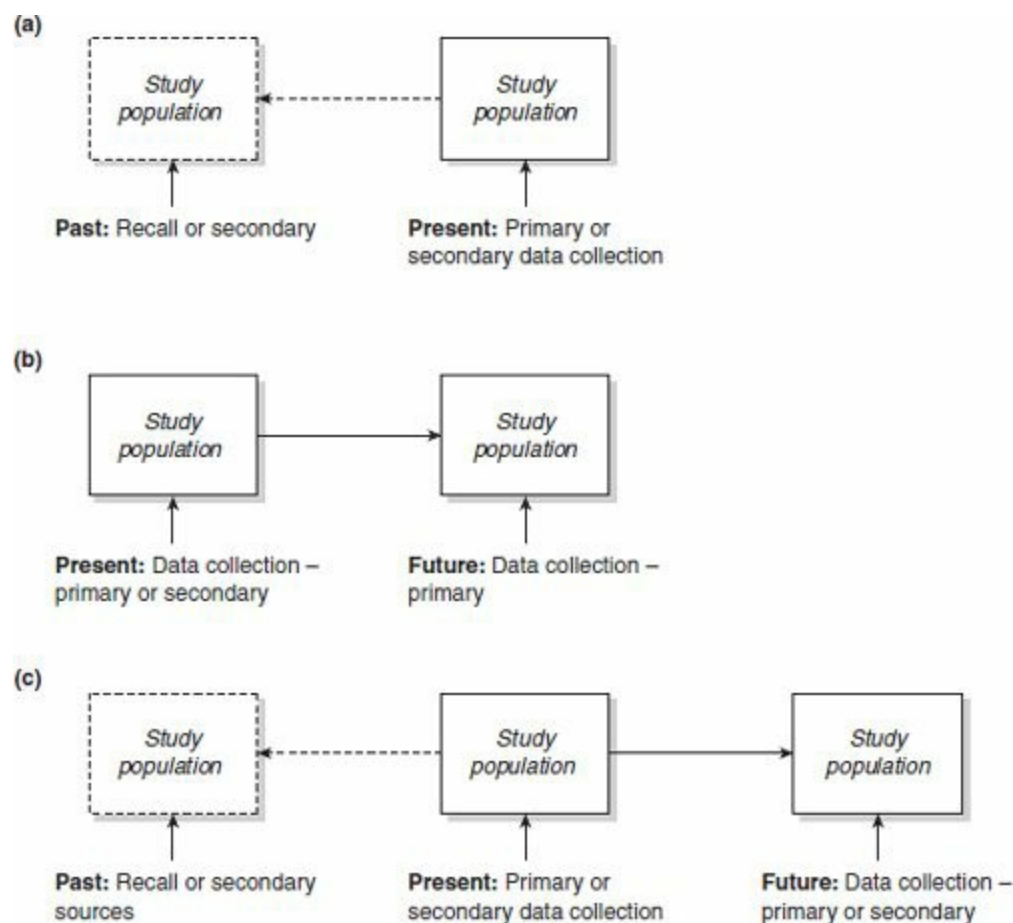 (a)
Study
population
Study
population
Past: Recall or secondary
Present: Primary or
secondary data collection
(b)
Study
population
Study
population
Present: Data collection –
primary or secondary
Future: Data collection –
primary
(c)
Study
population
Study
population
Study
population
Past: Recall or secondary
sources
Present: Primary or
secondary data collection
Future: Data collection –
primary or secondary